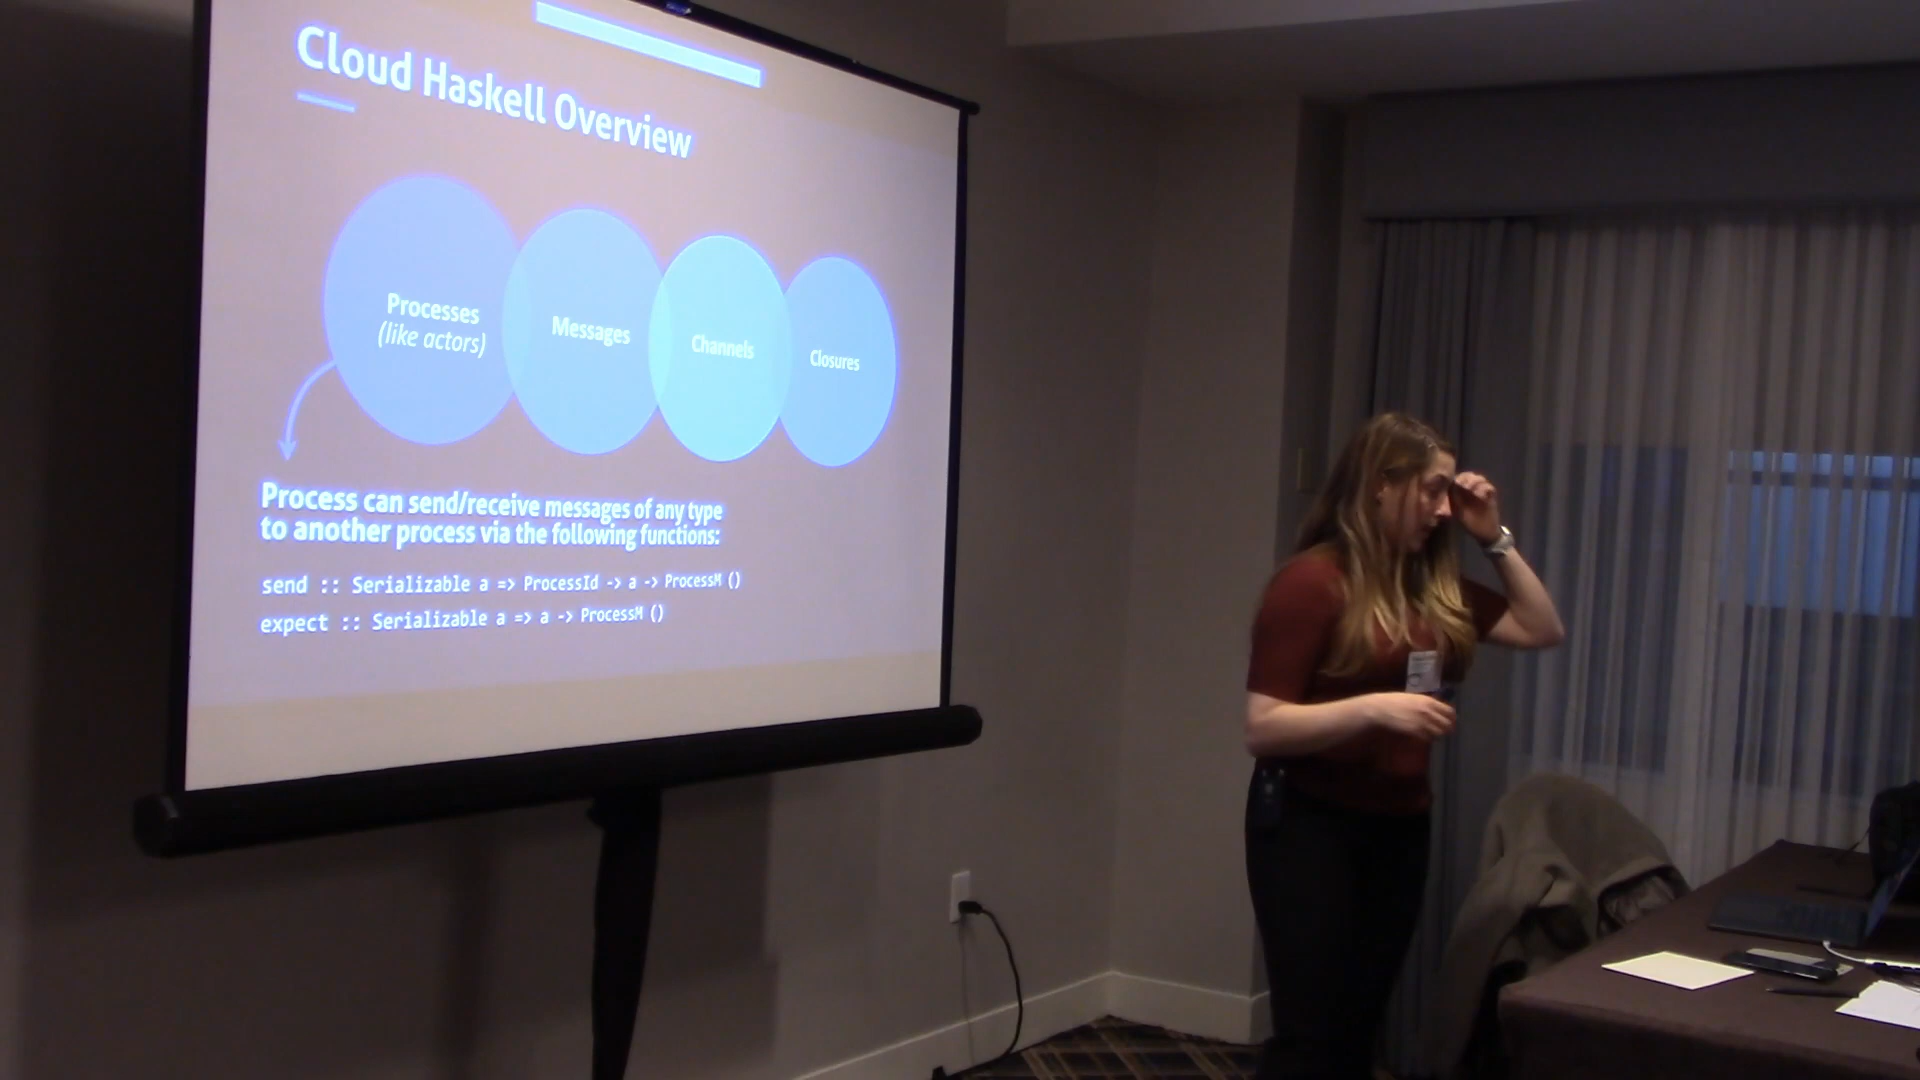 Cloud Haskell Overview
Processes
(like actors)
Messages
Channels
Closures
Process can send/receive messages of any type
to another process via the following functions:
send :: Serializable a => ProcessId -> a -> ProcessM ()
expect :: Serializable a => a -> ProcessM ()